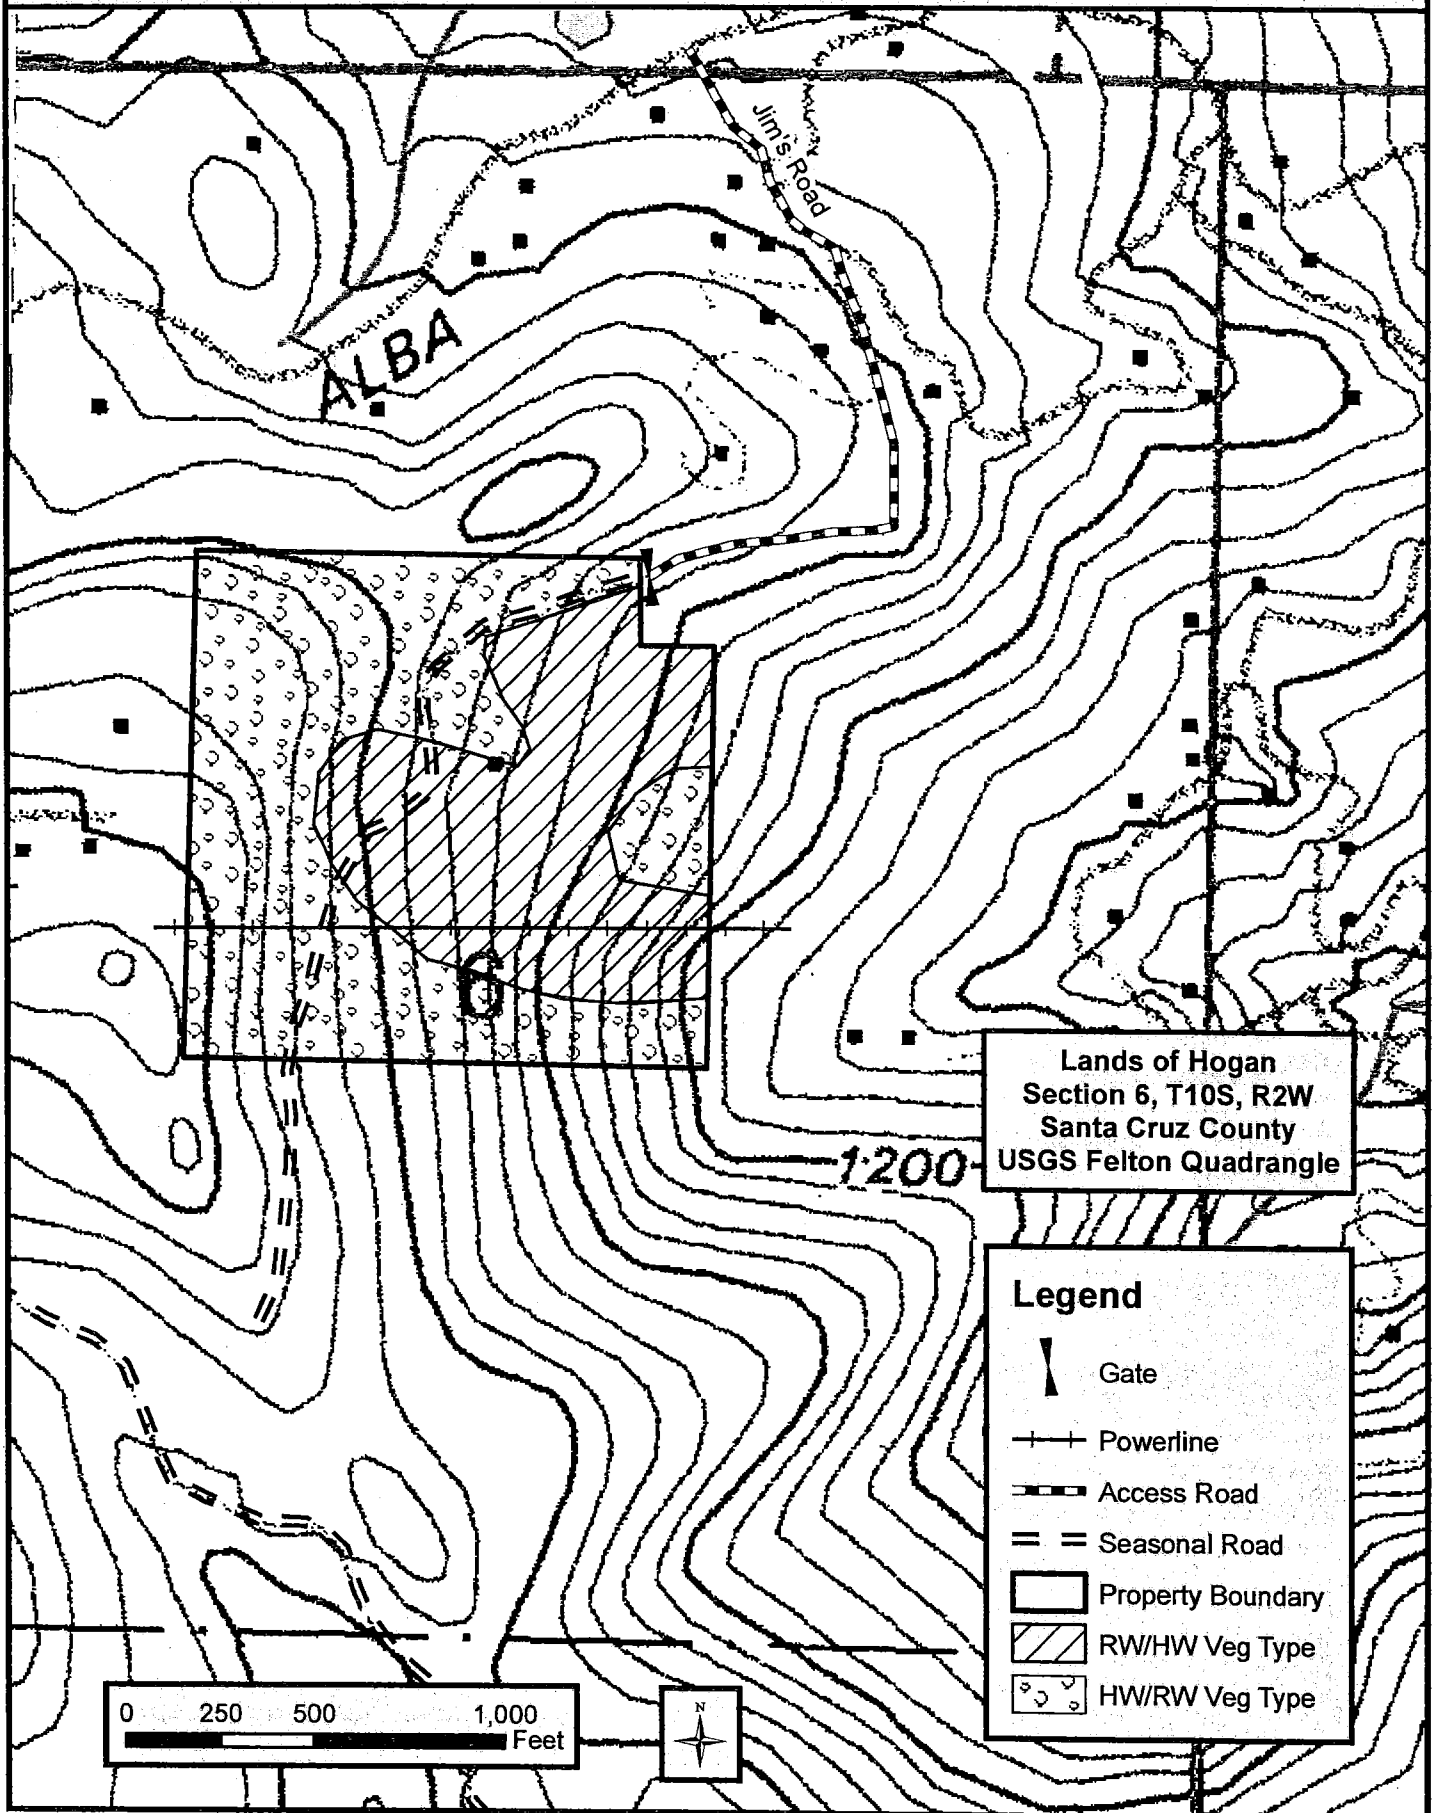 Jim's Road
ALBA
6
1200
Lands of Hogan
Section 6, T10S, R2W
Santa Cruz County
USGS Felton Quadrangle
Legend
Gate
Powerline
Access Road
Seasonal Road
Property Boundary
RW/HW Veg Type
HW/RW Veg Type
0 250 500 1,000
Feet
N